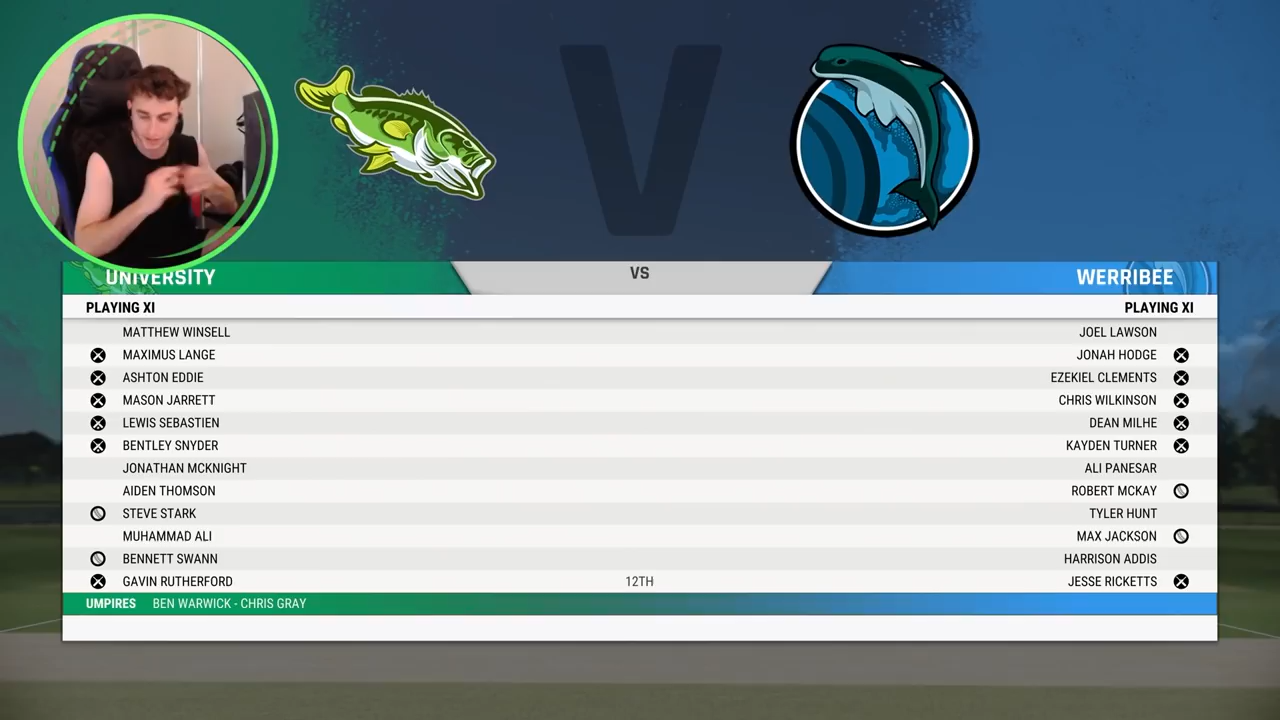 V
UNIVERSITY VS WERRIBEE
PLAYING XI PLAYING XI
MATTHEW WINSELL JOEL LAWSON
MAXIMUS LANGE JONAH HODGE
ASHTON EDDIE EZEKIEL CLEMENTS
MASON JARRETT CHRIS WILKINSON
LEWIS SEBASTIEN DEAN MILHE
BENTLEY SNYDER KAYDEN TURNER
JONATHAN MCKNIGHT ALI PANESAR
AIDEN THOMSON ROBERT MCKAY
STEVE STARK TYLER HUNT
MUHAMMAD ALI MAX JACKSON
BENNETT SWANN HARRISON ADDIS
GAVIN RUTHERFORD 12TH JESSE RICKETTS
UMPIRES BEN WARWICK - CHRIS GRAY